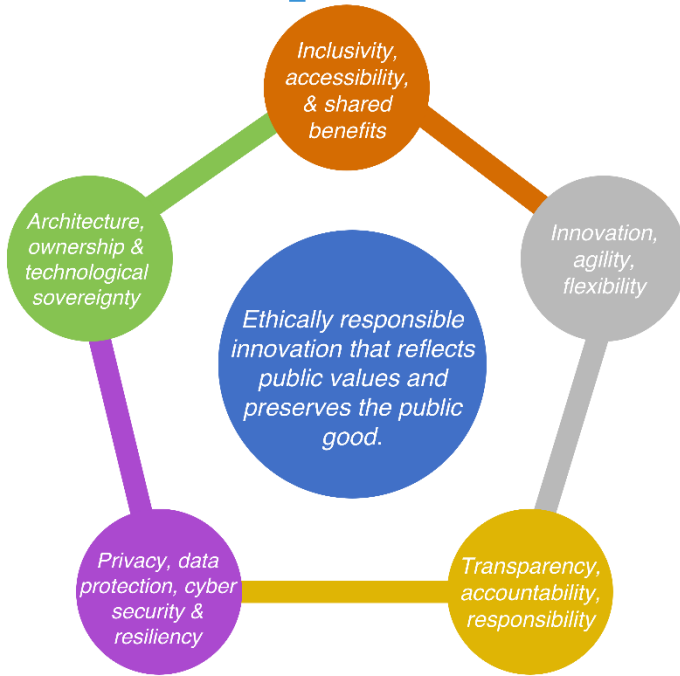 Inclusivity,
accessibility,
& shared
benefits
Architecture,
ownership &
technological
sovereignty
Innovation,
agility,
flexibility
Ethically responsible
innovation that reflects
public values and
preserves the public
good.
Privacy, data
protection, cyber
security &
resiliency
Transparency,
accountability,
responsibility